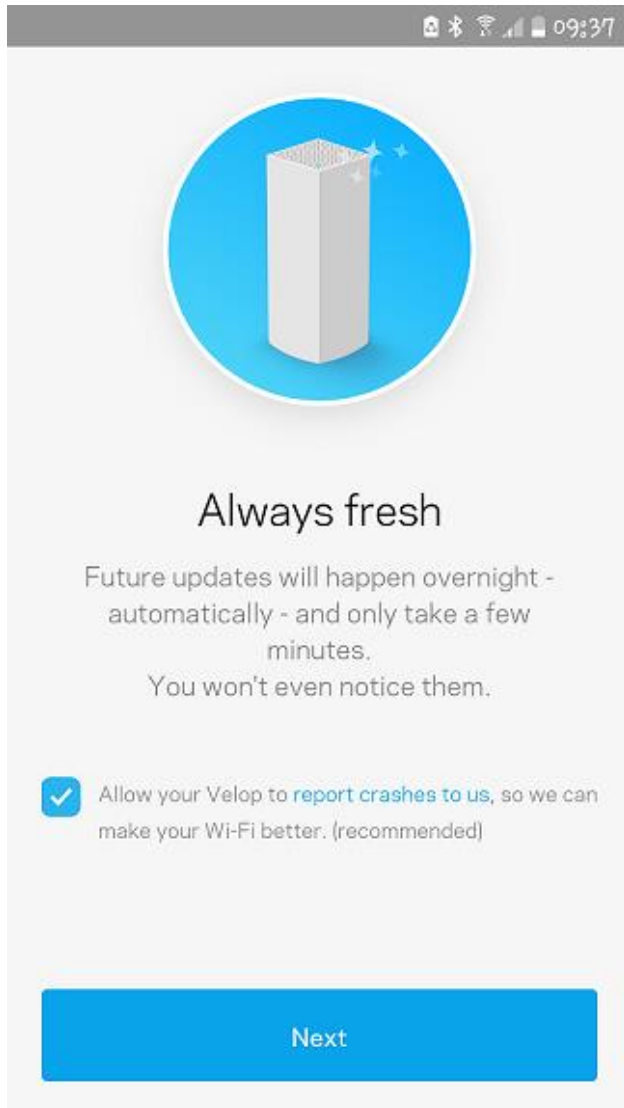 09:37
Always fresh
Future updates will happen overnight -
automatically - and only take a few
minutes.
You won't even notice them.
Allow your Velop to report crashes to us, so we can
make your Wi-Fi better. (recommended)
Next